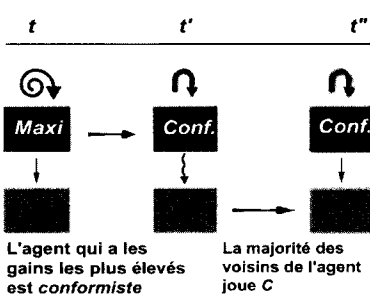 t t' t"
Maxi Conf. Conf.
L'agent qui a les
gains les plus élevés
est conformiste
La majorité des
voisins de l'agent
joue C